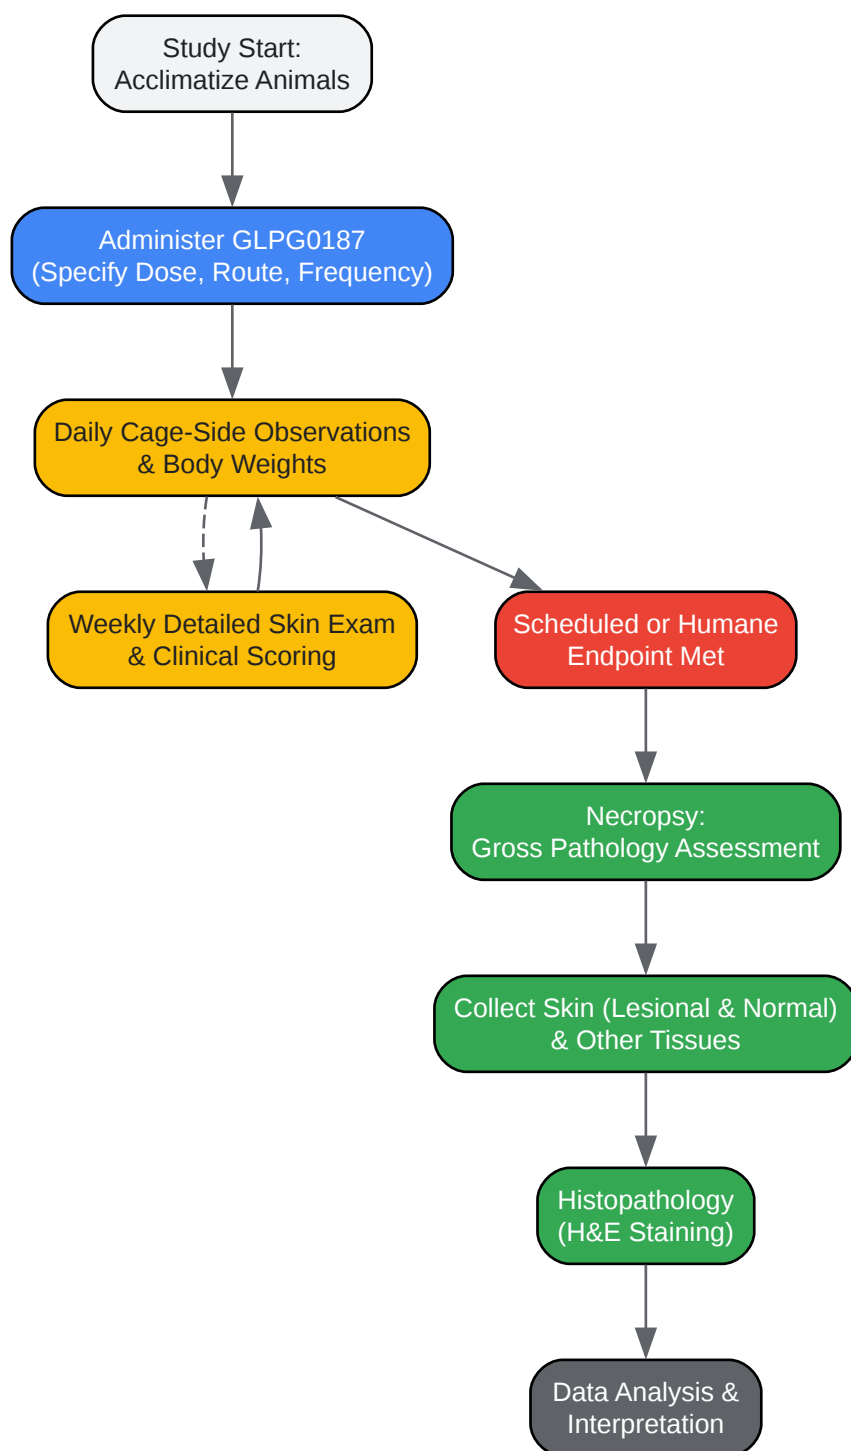 Study Start:
Acclimatize Animals
Administer GLPG0187
(Specify Dose, Route, Frequency)
Daily Cage-Side Observations
& Body Weights
Weekly Detailed Skin Exam
& Clinical Scoring
Scheduled or Humane
Endpoint Met
Necropsy:
Gross Pathology Assessment
Collect Skin (Lesional & Normal)
& Other Tissues
Histopathology
(H&E Staining)
Data Analysis &
Interpretation